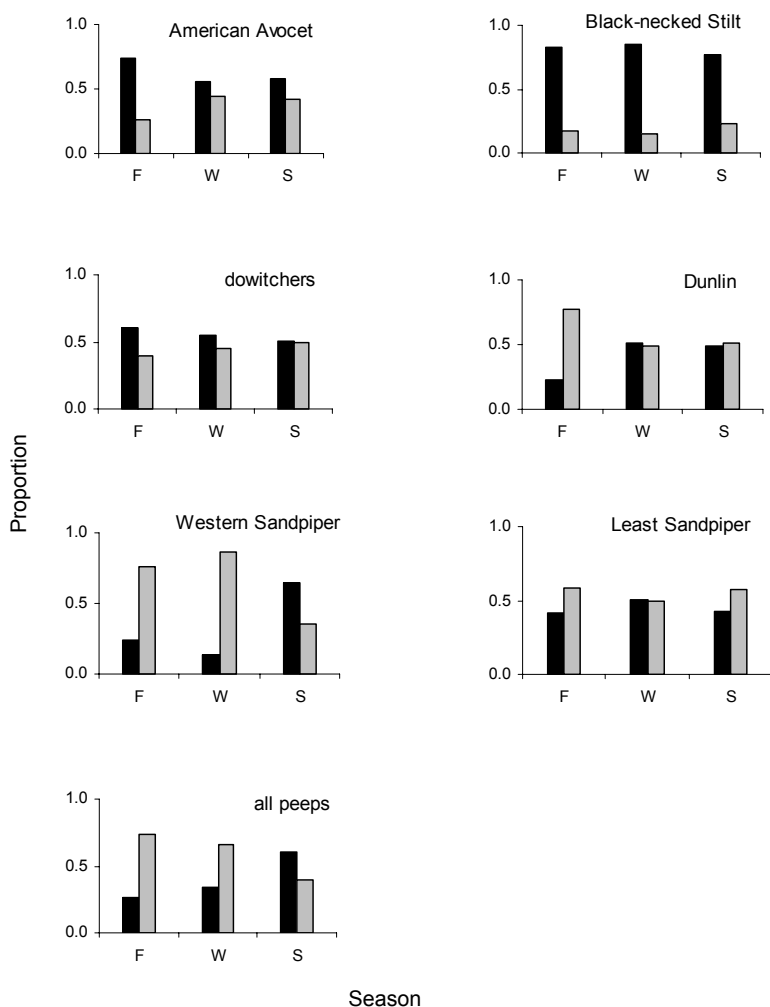 American Avocet
1.0
0.5
0.0
F W S
Black-necked Stilt
1.0
0.5
0.0
F W S
dowitchers
1.0
0.5
0.0
F W S
Dunlin
1.0
0.5
0.0
F W S
Proportion
Western Sandpiper
1.0
0.5
0.0
F W S
Least Sandpiper
1.0
0.5
0.0
F W S
all peeps
1.0
0.5
0.0
F W S
Season